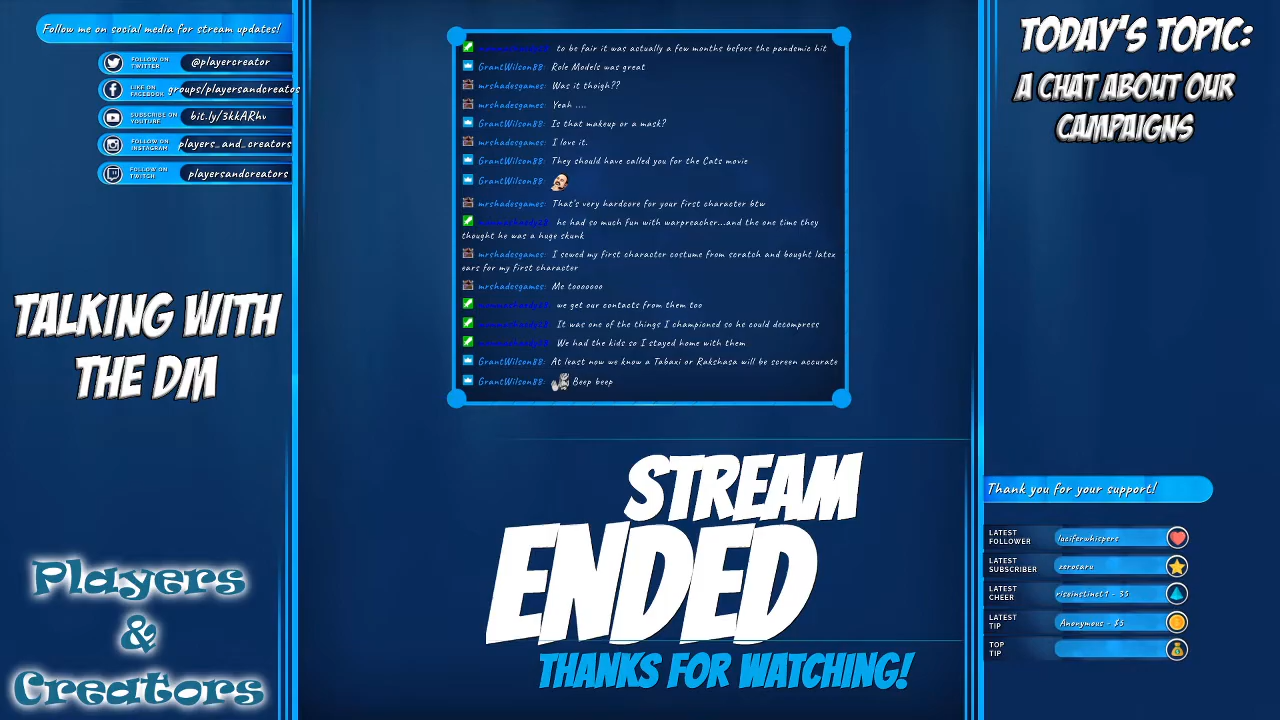 Follow me on social media for stream updates!
FOLLOW ON TWITTER @playercreator
LIKE ON FACEBOOK groups/playersandcreators
SUBSCRIBE ON YOUTUBE bit.ly/3kkARhv
FOLLOW ON INSTAGRAM players_and_creators
FOLLOW ON TWITCH playersandcreators
TALKING WITH
THE DM
Players
&
Creators
to be fair it was actually a few months before the pandemic hit
GrantWilson88: Role Models was great
mrshadesgames: Was it thoigh??
mrshadesgames: Yeah ....
GrantWilson88: Is that makeup or a mask?
mrshadesgames: I love it.
GrantWilson88: They should have called you for the Cats movie
GrantWilson88:
mrshadesgames: That's very hardcore for your first character btw
he had so much fun with warpreacher...and the one time they
thought he was a huge skunk
mrshadesgames: I sewed my first character costume from scratch and bought latex
ears for my first character
mrshadesgames: Me tooooooo
we get our contacts from them too
It was one of the things I championed so he could decompress
We had the kids so I stayed home with them
GrantWilson88: At least now we know a Tabaxi or Rakshasa will be screen accurate
GrantWilson88: Beep beep
STREAM
ENDED
THANKS FOR WATCHING!
TODAY'S TOPIC:
A CHAT ABOUT OUR
CAMPAIGNS
Thank you for your support!
LATEST FOLLOWER luciferwhispers
LATEST SUBSCRIBER zerosaru
LATEST CHEER riseinstinct1 - 35
LATEST TIP Anonymous - $5
TOP TIP